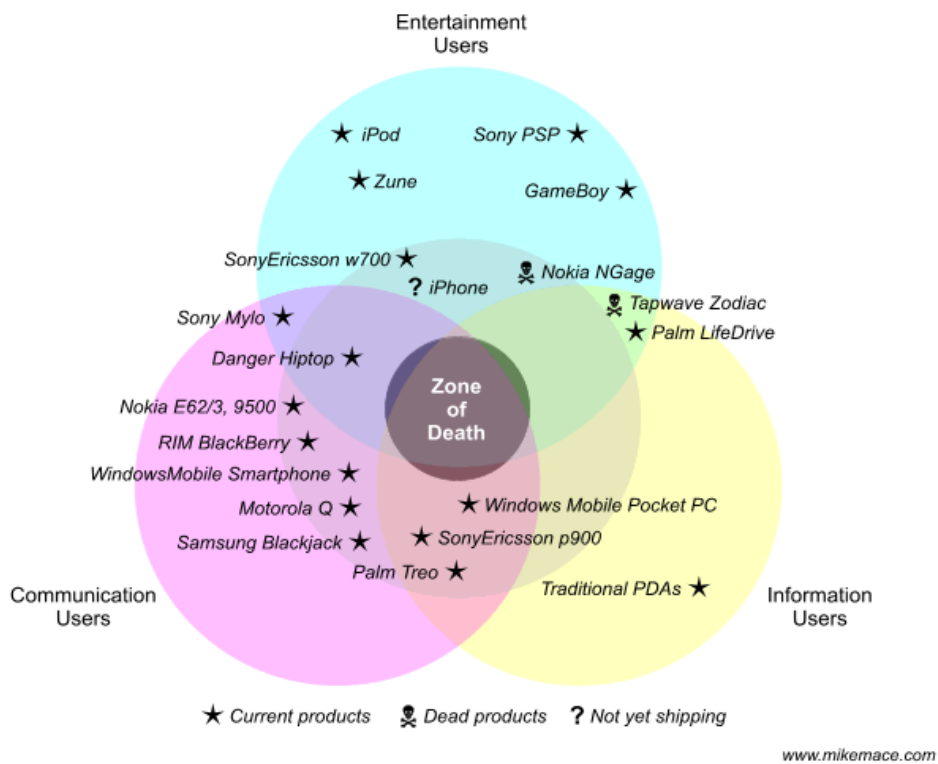 Entertainment
Users
iPod
Sony PSP
Zune
GameBoy
SonyEricsson w700
Nokia NGage
? iPhone
Tapwave Zodiac
Sony Mylo
Palm LifeDrive
Danger Hiptop
Zone
of
Death
Nokia E62/3, 9500
RIM BlackBerry
WindowsMobile Smartphone
Motorola Q
Windows Mobile Pocket PC
Samsung Blackjack
SonyEricsson p900
Palm Treo
Traditional PDAs
Communication
Users
Information
Users
Current products
Dead products
? Not yet shipping
www.mikemace.com